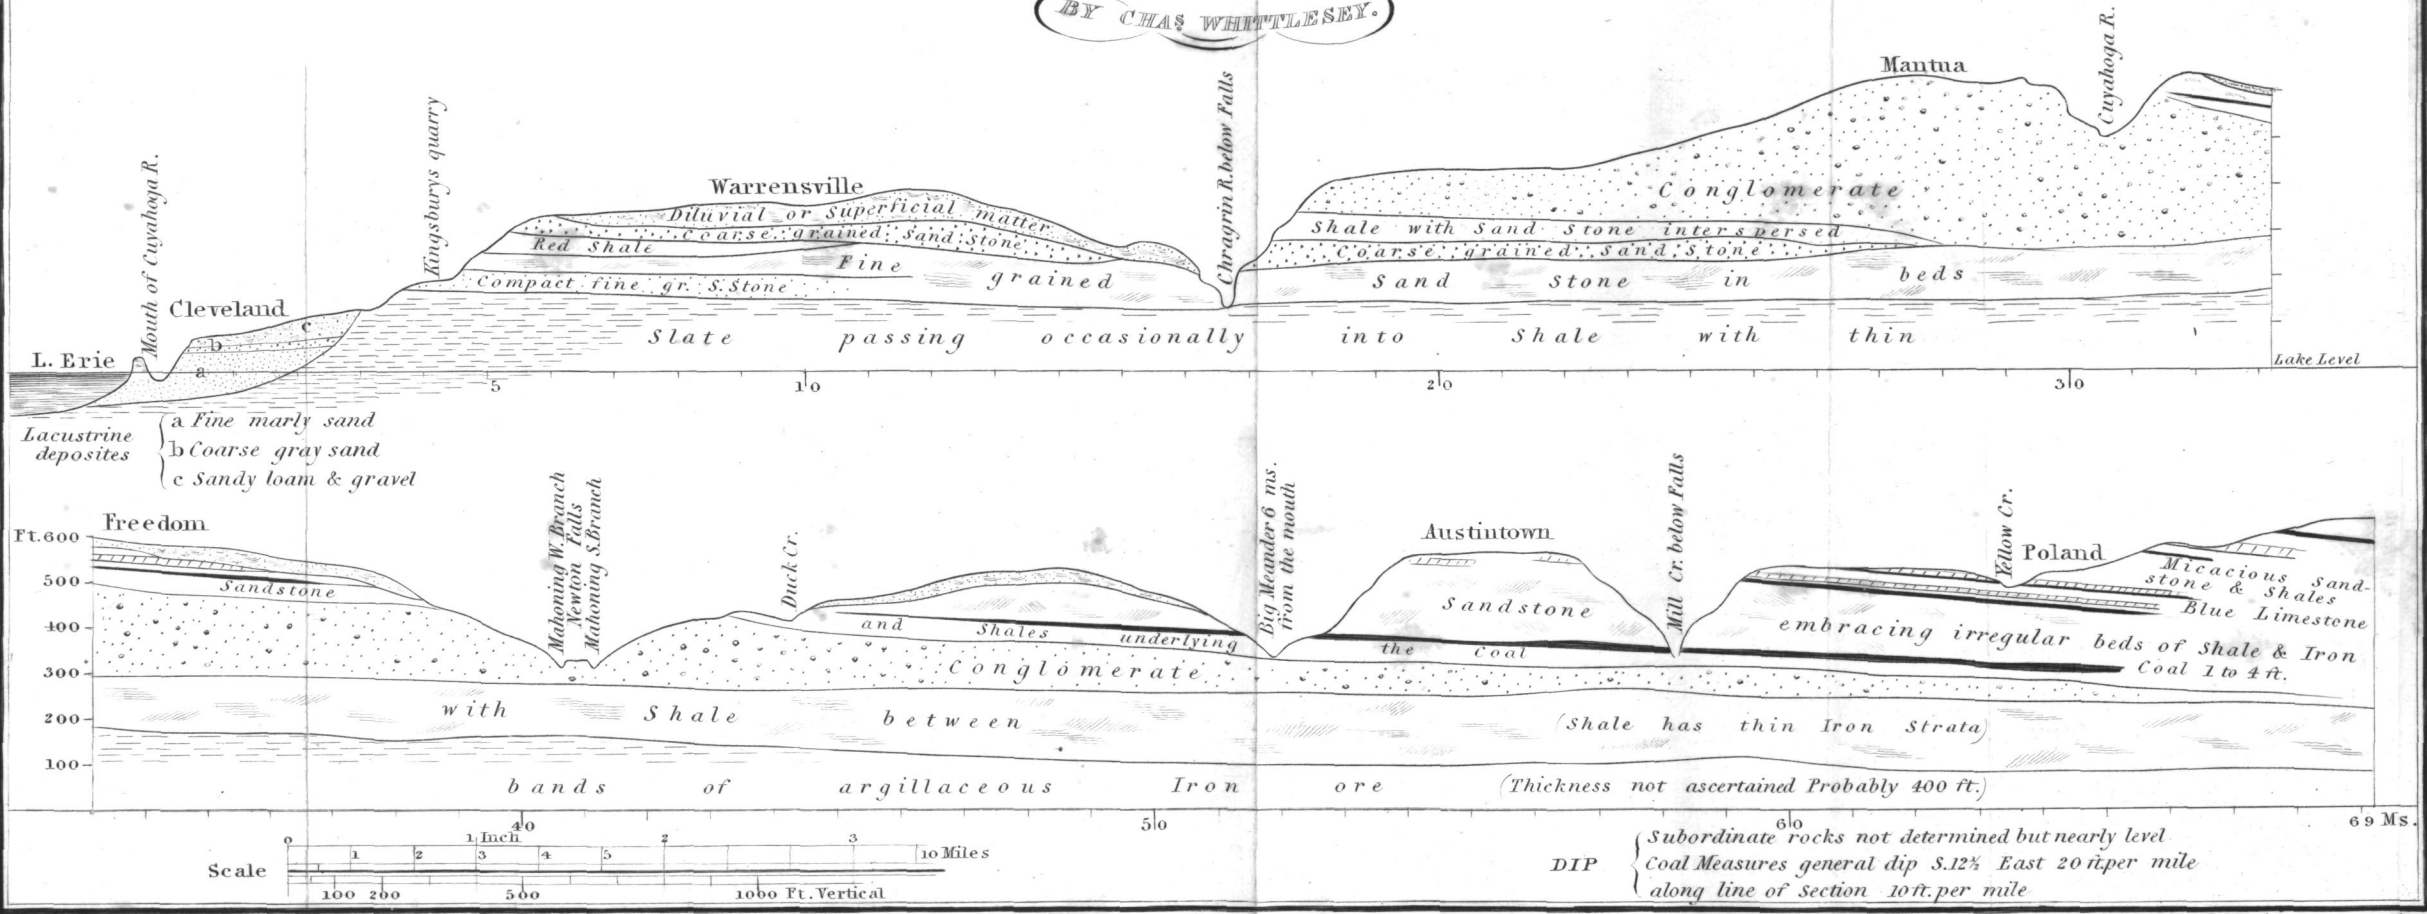 BY CHAS. WHITTLESEY.
Mouth of Cuyahoga R.
Kingsburys quarry
Chragrin R. below Falls
Mantua
Cuyahoga R.
Warrensville
Diluvial or Superficial matter
Coarse grained Sand Stone
Red Shale
Fine grained
Compact fine gr. S. Stone
Conglomerate
Shale with Sand Stone interspersed
Coarse grained Sand Stone
Sand Stone in beds
Cleveland
c
b
a
L. Erie
Slate passing occasionally into Shale with thin
Lake Level
5 10 20 30
Lacustrine deposites
a Fine marly sand
b Coarse gray sand
c Sandy loam & gravel
Freedom
Mahoning W. Branch
Newton Falls
Mahoning S. Branch
Duck Cr.
Big Meander 6 ms.
from the mouth
Austintown
Mill Cr. below Falls
Yellow Cr.
Poland
Ft. 600
500
400
300
200
100
Sandstone
and Shales underlying the Coal
Sandstone
Micacious Sand-
stone & Shales
Blue Limestone
embracing irregular beds of Shale & Iron
Coal 1 to 4 ft.
Conglomerate
with Shale between
(Shale has thin Iron Strata)
bands of argillaceous Iron ore (Thickness not ascertained Probably 400 ft.)
40 50 60 69 Ms.
Scale
0 1 Inch 2 3
1 2 3 4 5 10 Miles
100 200 500 1000 Ft. Vertical
DIP
Subordinate rocks not determined but nearly level
Coal Measures general dip S. 12½ East 20 ft. per mile
along line of Section 10 ft. per mile